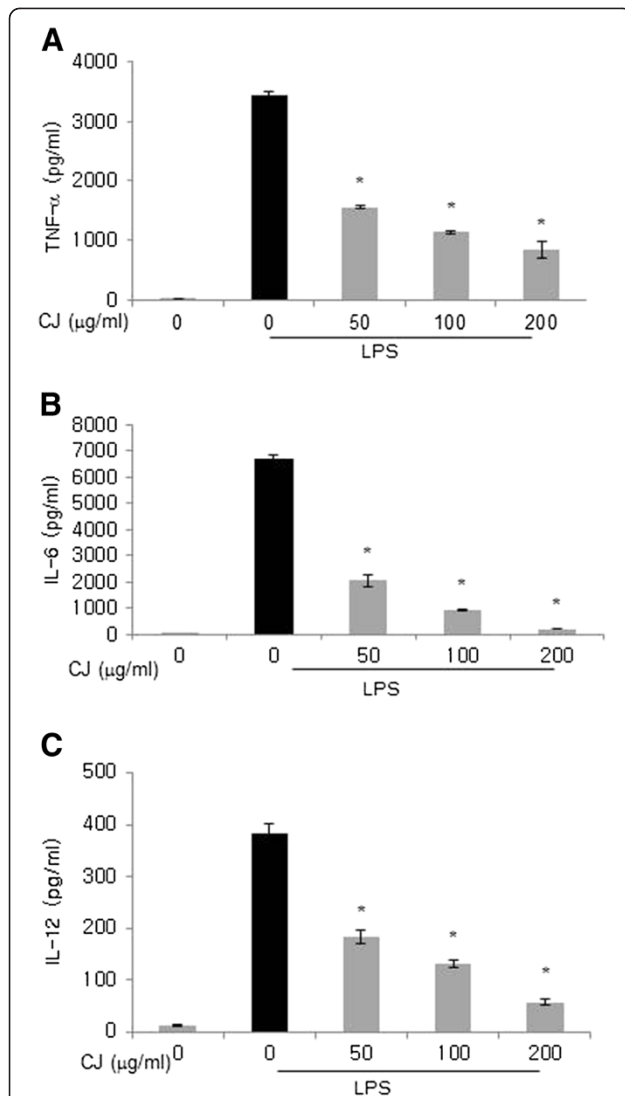 A
4000
3000
2000
1000
0
TNF-α (pg/ml)
* * *
CJ (μg/ml) 0 0 50 100 200
LPS
B
8000
7000
6000
5000
4000
3000
2000
1000
0
IL-6 (pg/ml)
* * *
CJ (μg/ml) 0 0 50 100 200
LPS
C
500
400
300
200
100
0
IL-12 (pg/ml)
* * *
CJ (μg/ml) 0 0 50 100 200
LPS